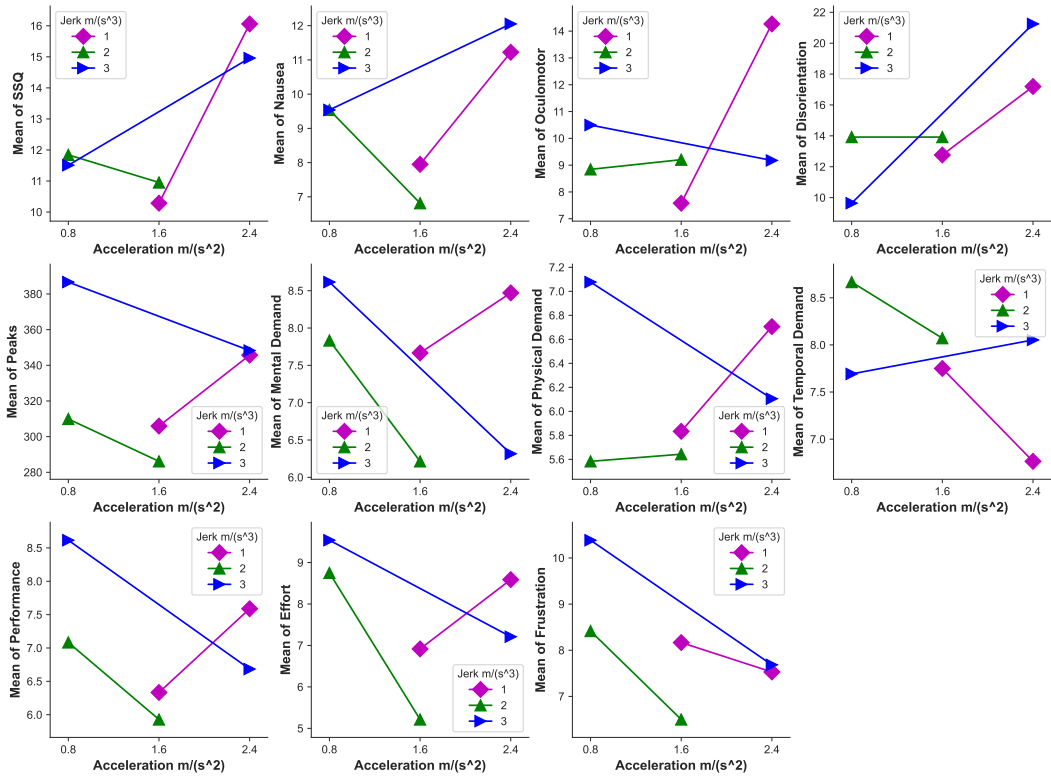 Mean of SSQ
16
15
14
13
12
11
10
Jerk m/(s^3)
1
2
3
0.8 1.6 2.4
Acceleration m/(s^2)
Mean of Nausea
12
11
10
9
8
7
Jerk m/(s^3)
1
2
3
0.8 1.6 2.4
Acceleration m/(s^2)
Mean of Oculomotor
14
13
12
11
10
9
8
7
Jerk m/(s^3)
1
2
3
0.8 1.6 2.4
Acceleration m/(s^2)
Mean of Disorientation
22
20
18
16
14
12
10
Jerk m/(s^3)
1
2
3
0.8 1.6 2.4
Acceleration m/(s^2)
Mean of Peaks
380
360
340
320
300
280
Jerk m/(s^3)
1
2
3
0.8 1.6 2.4
Acceleration m/(s^2)
Mean of Mental Demand
8.5
8.0
7.5
7.0
6.5
6.0
Jerk m/(s^3)
1
2
3
0.8 1.6 2.4
Acceleration m/(s^2)
Mean of Physical Demand
7.2
7.0
6.8
6.6
6.4
6.2
6.0
5.8
5.6
Jerk m/(s^3)
1
2
3
0.8 1.6 2.4
Acceleration m/(s^2)
Mean of Temporal Demand
8.5
8.0
7.5
7.0
Jerk m/(s^3)
1
2
3
0.8 1.6 2.4
Acceleration m/(s^2)
Mean of Performance
8.5
8.0
7.5
7.0
6.5
6.0
Jerk m/(s^3)
1
2
3
0.8 1.6 2.4
Acceleration m/(s^2)
Mean of Effort
9
8
7
6
5
Jerk m/(s^3)
1
2
3
0.8 1.6 2.4
Acceleration m/(s^2)
Mean of Frustration
10
9
8
7
Jerk m/(s^3)
1
2
3
0.8 1.6 2.4
Acceleration m/(s^2)